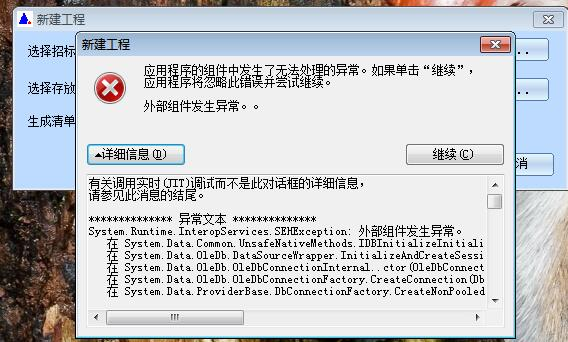 新建工程
选择招标
..
选择存放
..
生成清单
消
新建工程
应用程序的组件中发生了无法处理的异常。如果单击“继续”，
应用程序将忽略此错误并尝试继续。
外部组件发生异常。。
详细信息(D)
继续(C)
有关调用实时(JIT)调试而不是此对话框的详细信息，
请参见此消息的结尾。
************** 异常文本 **************
System.Runtime.InteropServices.SEHException: 外部组件发生异常。
在 System.Data.Common.UnsafeNativeMethods.IDBInitializeInitiali
在 System.Data.OleDb.DataSourceWrapper.InitializeAndCreateSessi
在 System.Data.OleDb.OleDbConnectionInternal..ctor(OleDbConnect
在 System.Data.OleDb.OleDbConnectionFactory.CreateConnection(Db
在 System.Data.ProviderBase.DbConnectionFactory.CreateNonPooled